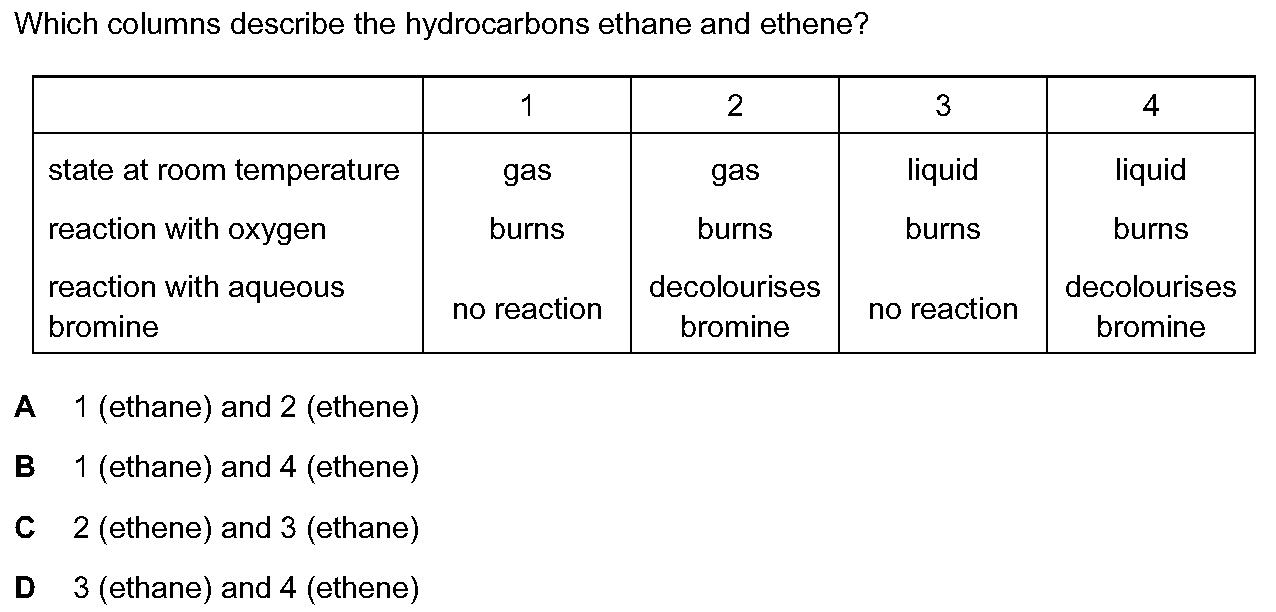 Which columns describe the hydrocarbons ethane and ethene?
1 2 3 4
state at room temperature gas gas liquid liquid
reaction with oxygen burns burns burns burns
reaction with aqueous bromine no reaction decolourises bromine no reaction decolourises bromine
A 1 (ethane) and 2 (ethene)
B 1 (ethane) and 4 (ethene)
C 2 (ethene) and 3 (ethane)
D 3 (ethane) and 4 (ethene)